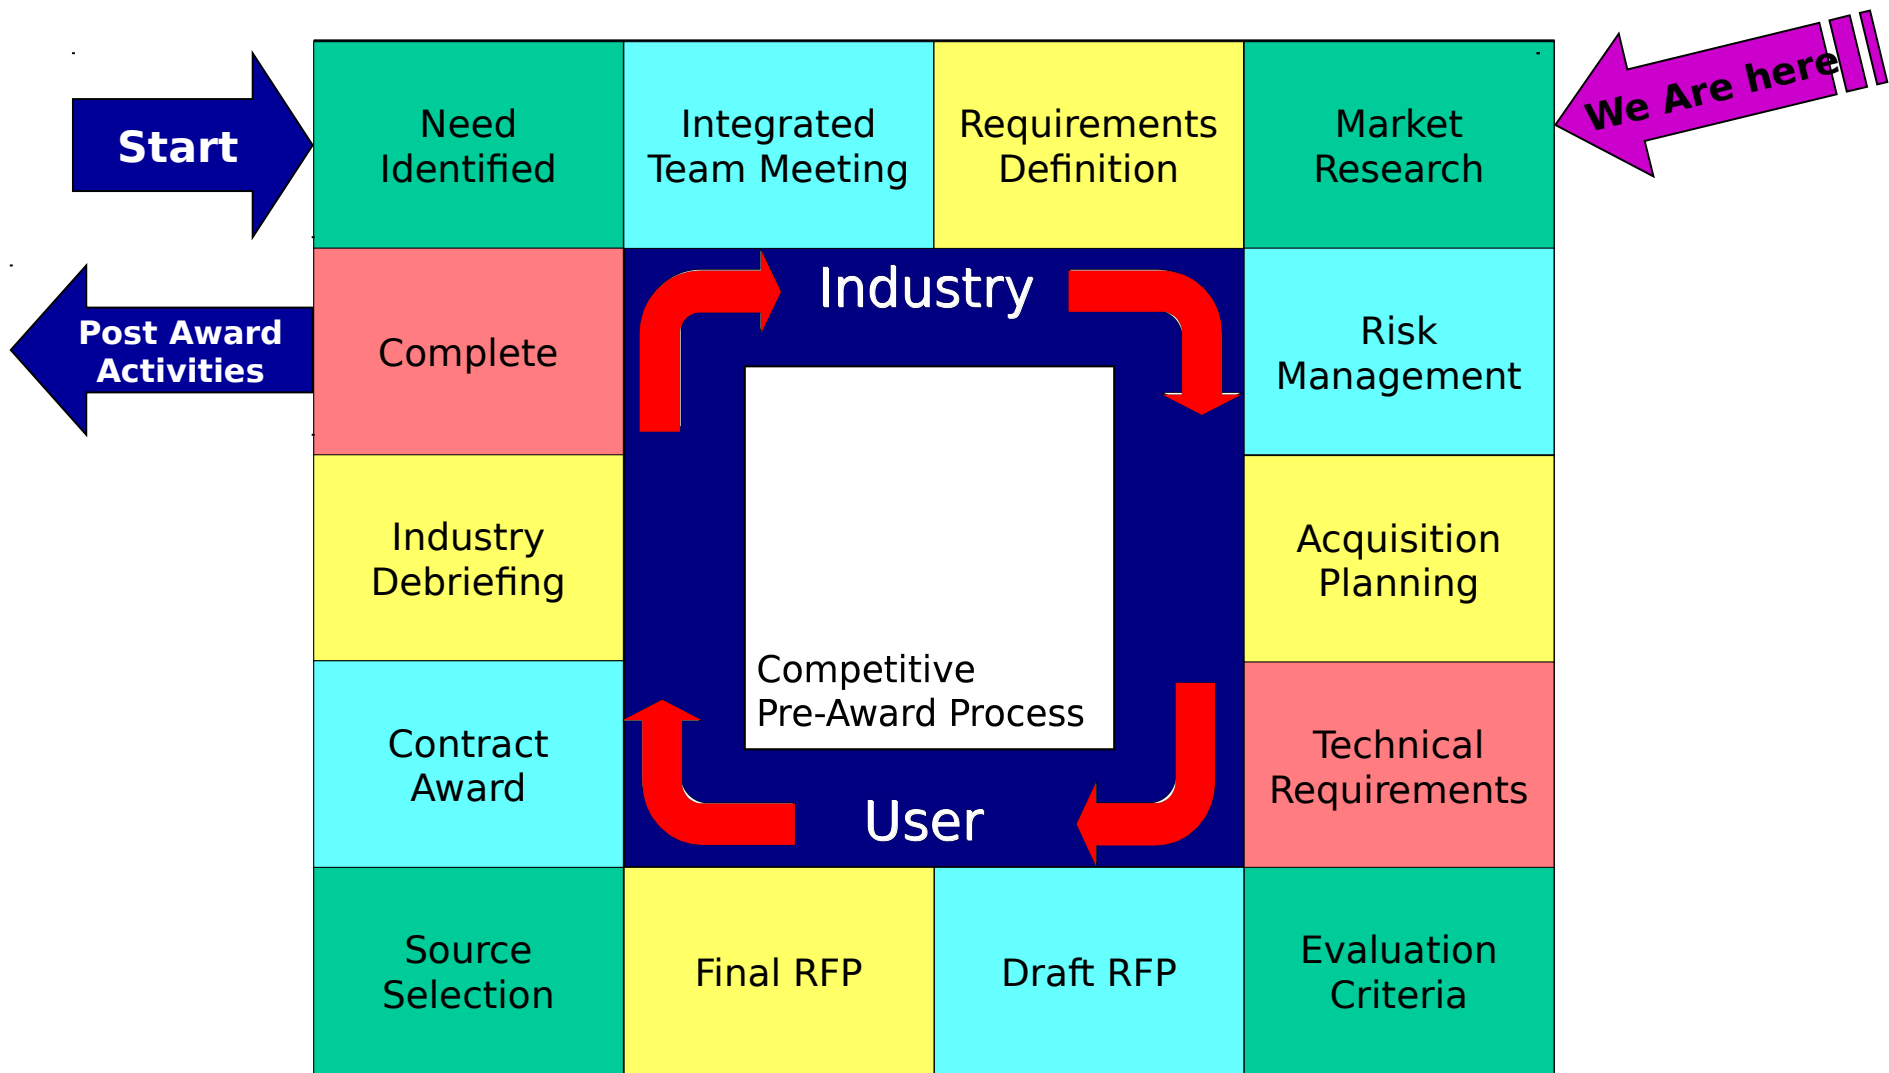 We Are here
Start
Need
Identified
Integrated
Team Meeting
Requirements
Definition
Market
Research
Post Award
Activities
Complete
Industry
Risk
Management
Industry
Debriefing
Acquisition
Planning
Competitive
Pre-Award Process
Contract
Award
User
Technical
Requirements
Source
Selection
Final RFP
Draft RFP
Evaluation
Criteria